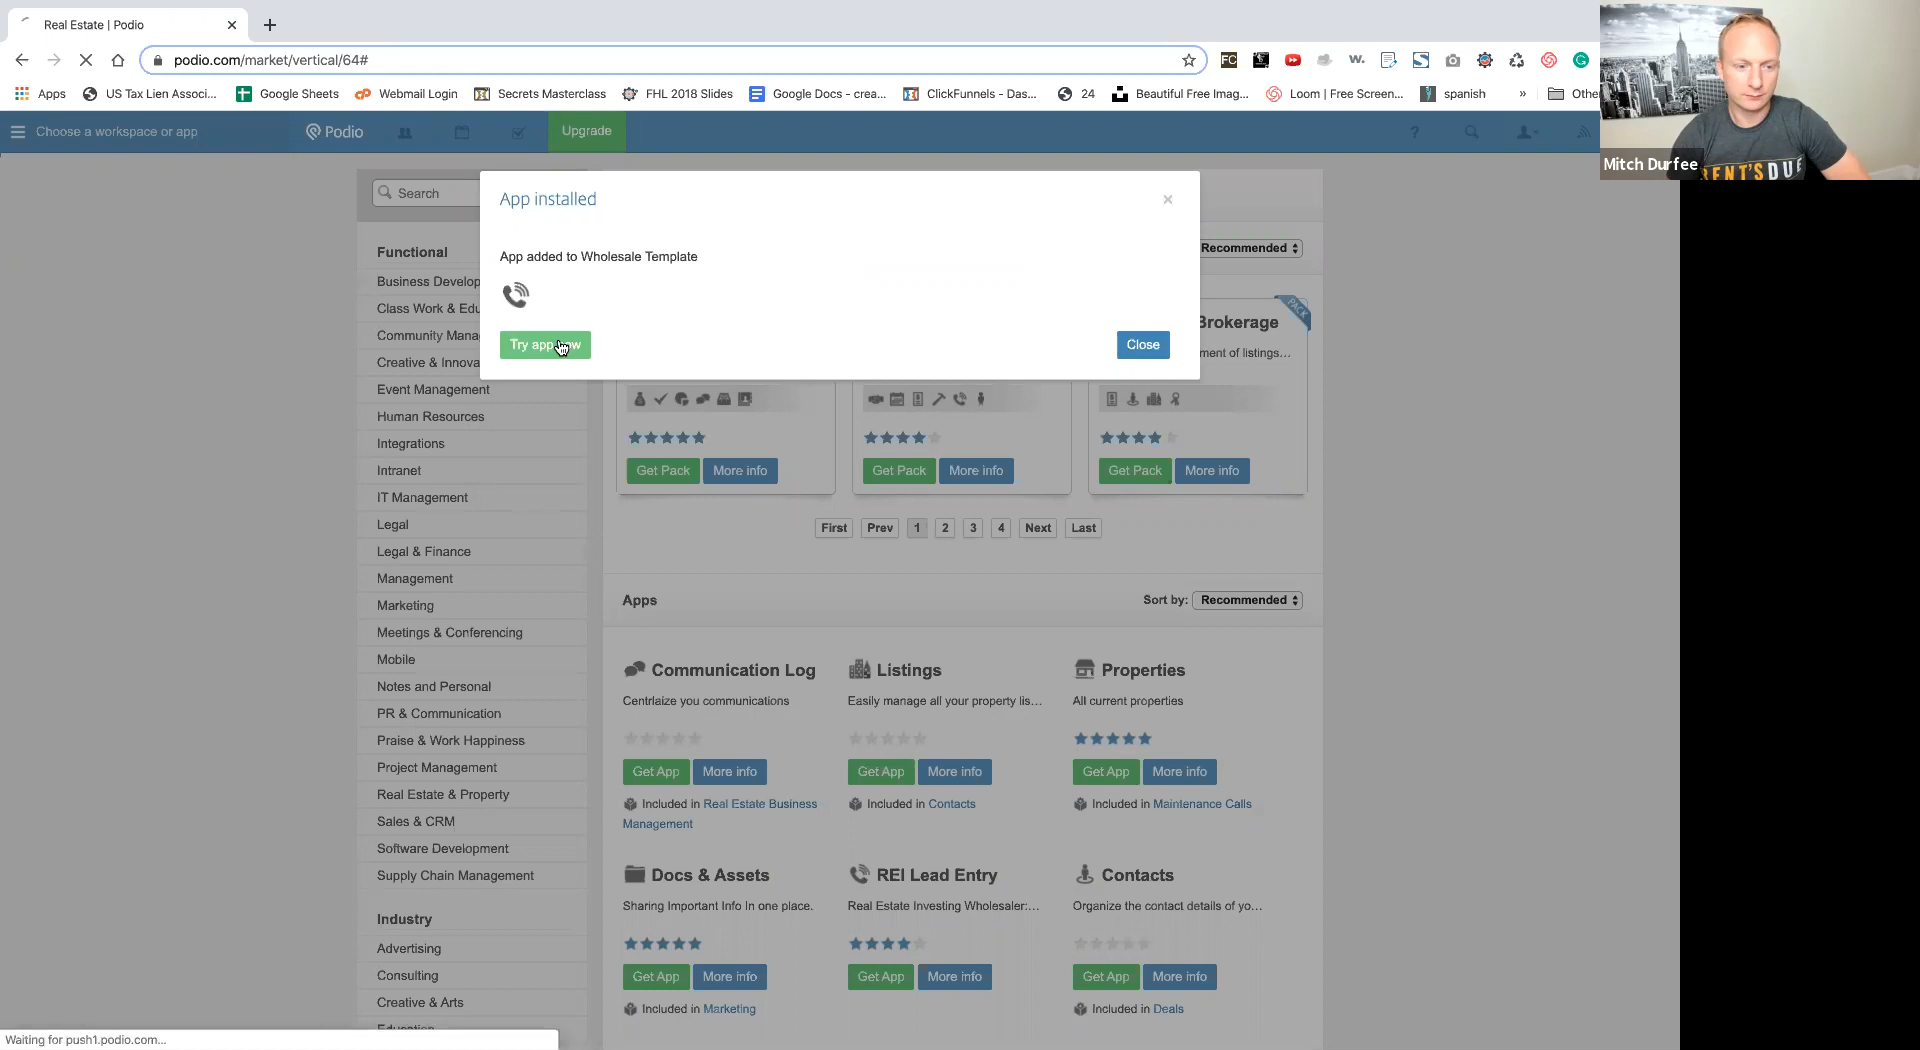 Real Estate | Podio
podio.com/market/vertical/64#
Apps
US Tax Lien Associ...
Google Sheets
Webmail Login
Secrets Masterclass
FHL 2018 Slides
Google Docs - crea...
ClickFunnels - Das...
24
Beautiful Free Imag...
Loom | Free Screen...
spanish
»
Othe
FC
W.
Mitch Durfee
RENT'S DUE
Choose a workspace or app
Podio
Upgrade
?
Search
App installed
App added to Wholesale Template
Try app now
Close
Recommended
Brokerage
PACK
ment of listings...
Get Pack
More info
Get Pack
More info
Get Pack
More info
First
Prev
1
2
3
4
Next
Last
Functional
Business Develop
Class Work & Edu
Community Mana
Creative & Innova
Event Management
Human Resources
Integrations
Intranet
IT Management
Legal
Legal & Finance
Management
Marketing
Meetings & Conferencing
Mobile
Notes and Personal
PR & Communication
Praise & Work Happiness
Project Management
Real Estate & Property
Sales & CRM
Software Development
Supply Chain Management
Industry
Advertising
Consulting
Creative & Arts
Education
Apps
Sort by: Recommended
Communication Log
Centrlaize you communications
Get App
More info
Included in Real Estate Business
Management
Listings
Easily manage all your property lis...
Get App
More info
Included in Contacts
Properties
All current properties
Get App
More info
Included in Maintenance Calls
Docs & Assets
Sharing Important Info In one place.
Get App
More info
Included in Marketing
REI Lead Entry
Real Estate Investing Wholesaler:...
Get App
More info
Contacts
Organize the contact details of yo...
Get App
More info
Included in Deals
Waiting for push1.podio.com...